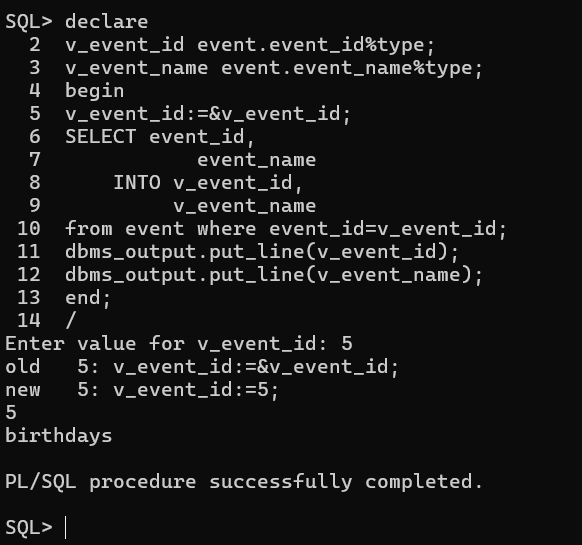 SQL> declare
  2  v_event_id event.event_id%type;
  3  v_event_name event.event_name%type;
  4  begin
  5  v_event_id:=&v_event_id;
  6  SELECT event_id,
  7             event_name
  8      INTO v_event_id,
  9           v_event_name
 10  from event where event_id=v_event_id;
 11  dbms_output.put_line(v_event_id);
 12  dbms_output.put_line(v_event_name);
 13  end;
 14  /
Enter value for v_event_id: 5
old   5: v_event_id:=&v_event_id;
new   5: v_event_id:=5;
5
birthdays

PL/SQL procedure successfully completed.

SQL>